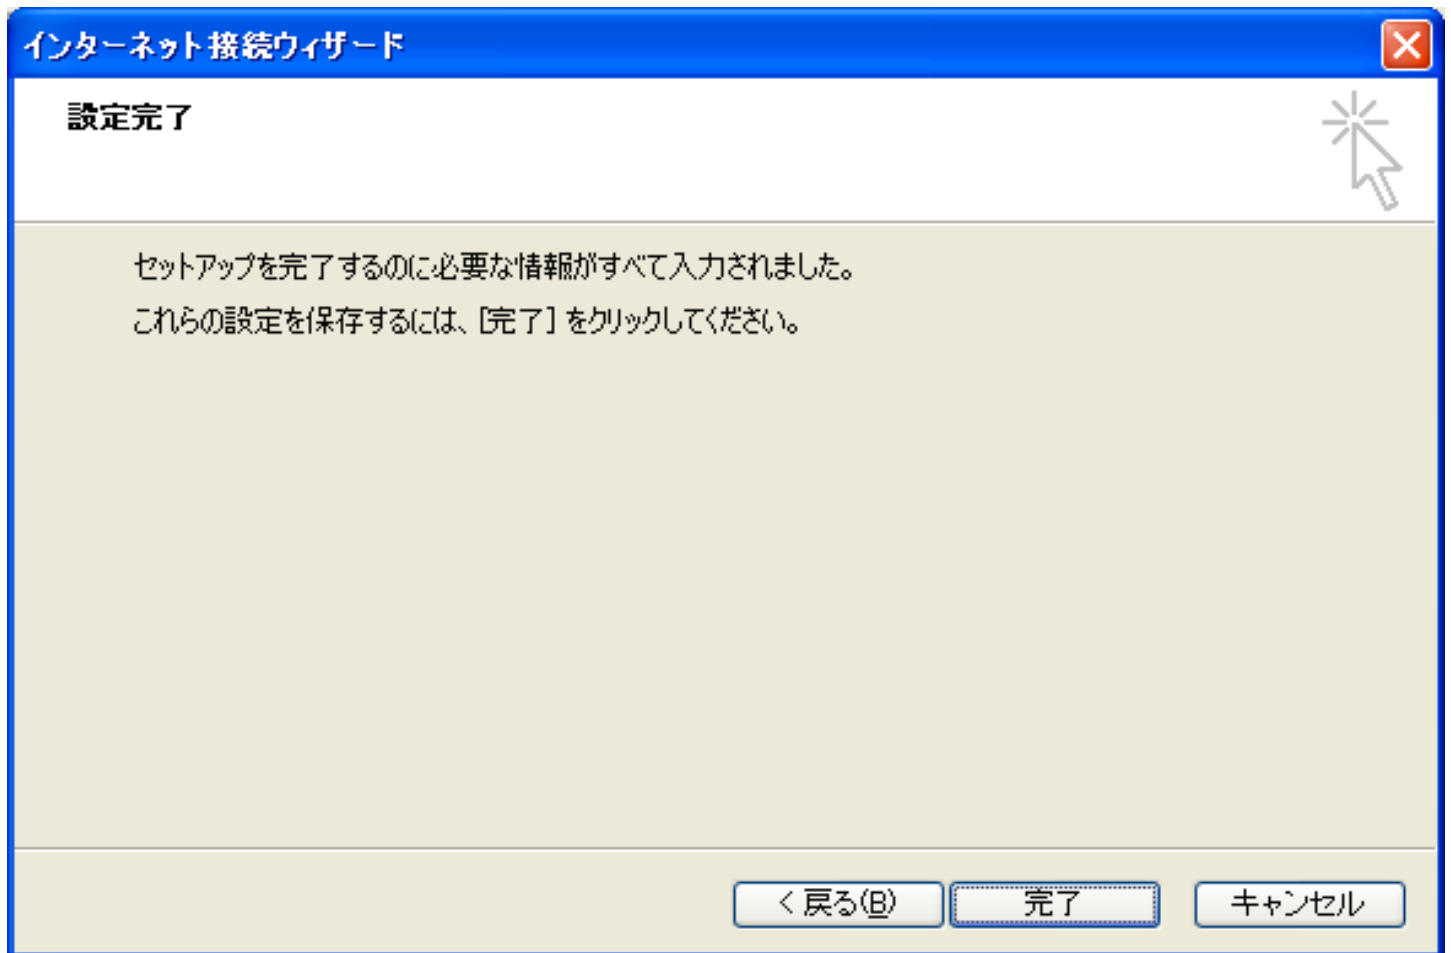 インターネット接続ウィザード
設定完了
セットアップを完了するのに必要な情報がすべて入力されました。
これらの設定を保存するには、[完了] をクリックしてください。
< 戻る(B)
完了
キャンセル